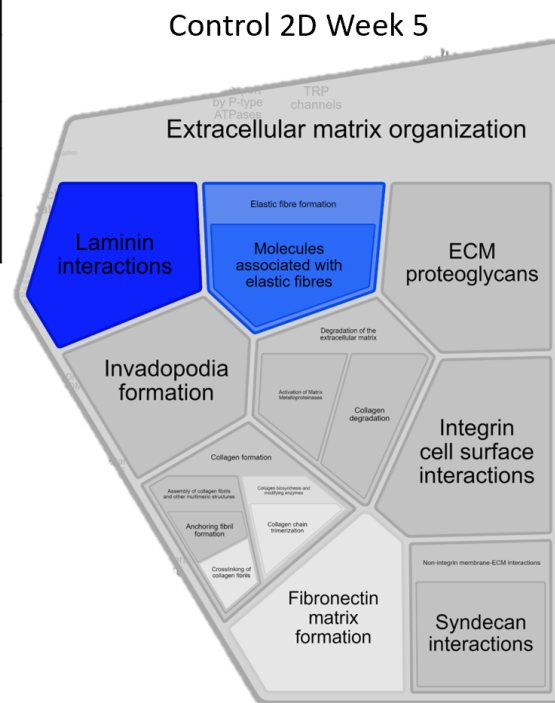 Control 2D Week 5
by P-type
ATPases
TRP
channels
Extracellular matrix organization
Laminin
interactions
Elastic fibre formation
Molecules
associated with
elastic fibres
ECM
proteoglycans
Invadopodia
formation
Degradation of the
extracellular matrix
Activation of Matrix
Metalloproteinases
Collagen
degradation
Integrin
cell surface
interactions
Collagen formation
Assembly of collagen fibrils
and other multimeric structures
Collagen biosynthesis and
modifying enzymes
Anchoring fibril
formation
Collagen chain
trimerization
Crosslinking of
collagen fibrils
Fibronectin
matrix
formation
Non-integrin membrane-ECM interactions
Syndecan
interactions